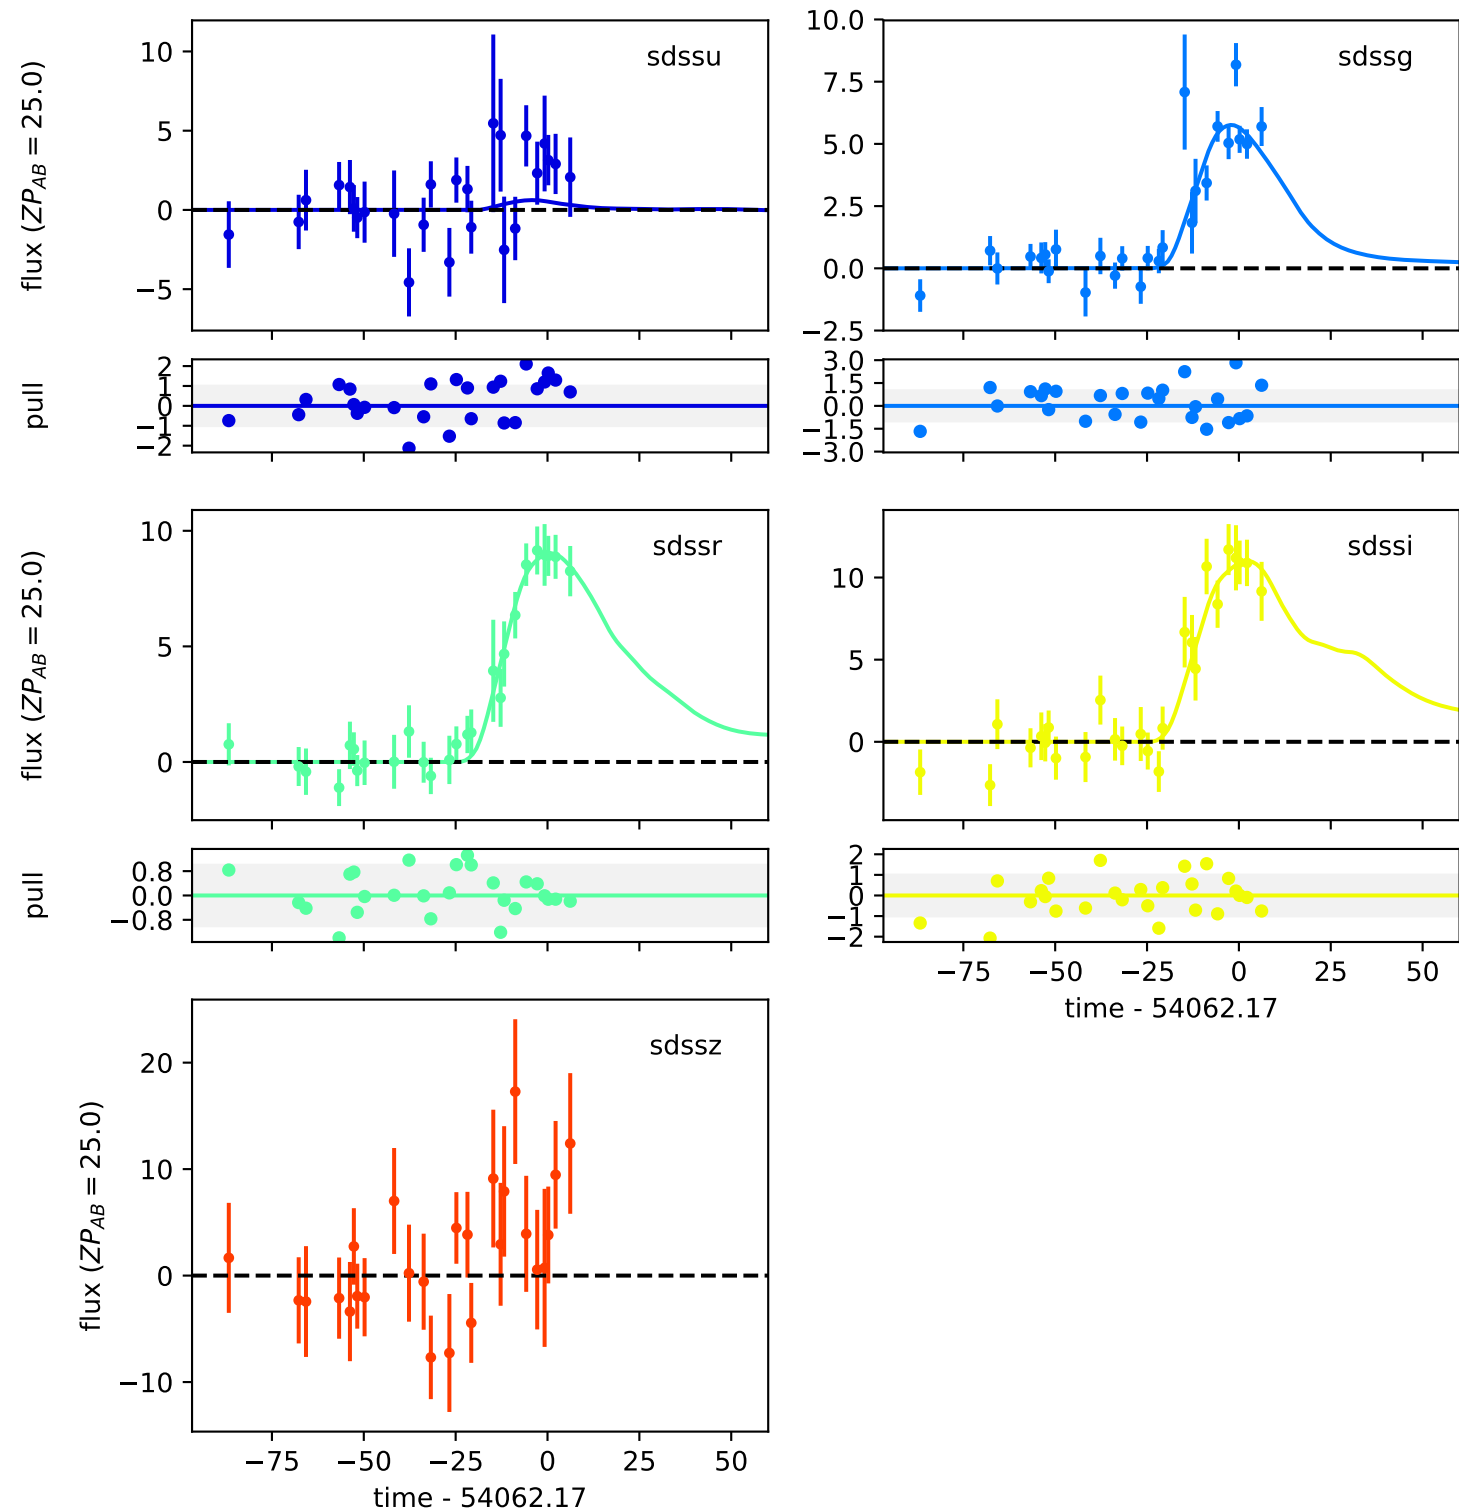 sdssu
flux (ZP_AB = 25.0)
10
5
0
−5
sdssg
10.0
7.5
5.0
2.5
0.0
−2.5
pull
2
1
0
−1
−2
3.0
1.5
0.0
−1.5
−3.0
sdssr
flux (ZP_AB = 25.0)
10
5
0
sdssi
10
5
0
pull
0.8
0.0
−0.8
2
1
0
−1
−2
−75 −50 −25 0 25 50
time - 54062.17
sdssz
flux (ZP_AB = 25.0)
20
10
0
−10
−75 −50 −25 0 25 50
time - 54062.17